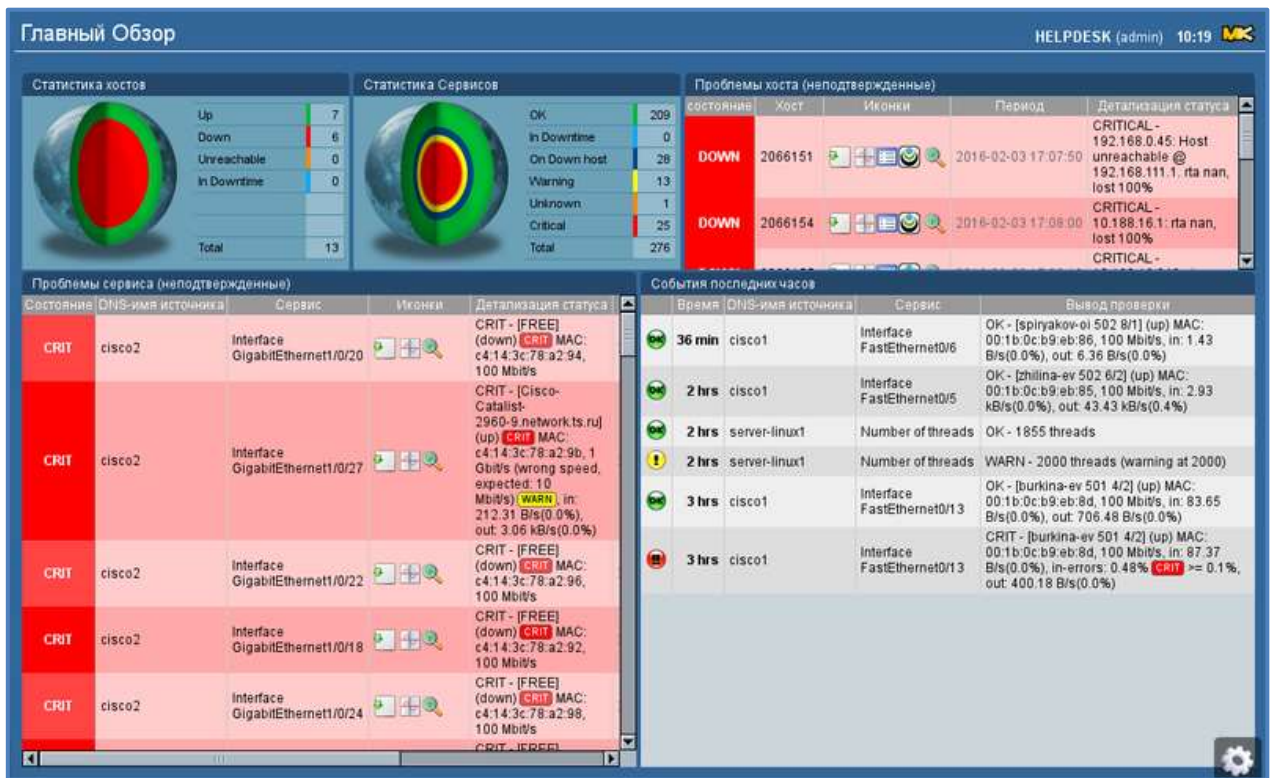 Главный Обзор
HELPDESK (admin) 10:19
Статистика хостов
Up 7
Down 6
Unreachable 0
In Downtime 0
Total 13
Статистика Сервисов
OK 209
In Downtime 0
On Down host 28
Warning 13
Unknown 1
Critical 25
Total 276
Проблемы хоста (неподтвержденные)
состояние Хост Иконки Период Детализация статуса
DOWN 2066151 2016-02-03 17:07:50
CRITICAL -
192.168.0.45: Host
unreachable @
192.168.111.1. rta nan,
lost 100%
DOWN 2066154 2016-02-03 17:08:00
CRITICAL -
10.188.16.1: rta nan,
lost 100%
CRITICAL -
Проблемы сервиса (неподтвержденные)
Состояние DNS-имя источника Сервис Иконки Детализация статуса
CRIT cisco2
Interface
GigabitEthernet1/0/20
CRIT - [FREE]
(down) CRIT MAC:
c4:14:3c:78:a2:94,
100 Mbit/s
CRIT cisco2
Interface
GigabitEthernet1/0/27
CRIT - [Cisco-
Catalist-
2960-9.network.ts.ru]
(up) CRIT MAC:
c4:14:3c:78:a2:9b, 1
Gbit/s (wrong speed,
expected: 10
Mbit/s) WARN, in:
212.31 B/s(0.0%),
out: 3.06 kB/s(0.0%)
CRIT cisco2
Interface
GigabitEthernet1/0/22
CRIT - [FREE]
(down) CRIT MAC:
c4:14:3c:78:a2:96,
100 Mbit/s
CRIT cisco2
Interface
GigabitEthernet1/0/18
CRIT - [FREE]
(down) CRIT MAC:
c4:14:3c:78:a2:92,
100 Mbit/s
CRIT cisco2
Interface
GigabitEthernet1/0/24
CRIT - [FREE]
(down) CRIT MAC:
c4:14:3c:78:a2:98,
100 Mbit/s
CRIT - [FREE]
События последних часов
Время DNS-имя источника Сервис Вывод проверки
OK 36 min cisco1
Interface
FastEthernet0/6
OK - [spiryakov-oi 502 8/1] (up) MAC:
00:1b:0c:b9:eb:86, 100 Mbit/s, in: 1.43
B/s(0.0%), out: 6.36 B/s(0.0%)
OK 2 hrs cisco1
Interface
FastEthernet0/5
OK - [zhilina-ev 502 6/2] (up) MAC:
00:1b:0c:b9:eb:85, 100 Mbit/s, in: 2.93
kB/s(0.0%), out: 43.43 kB/s(0.4%)
OK 2 hrs server-linux1 Number of threads OK - 1855 threads
! 2 hrs server-linux1 Number of threads WARN - 2000 threads (warning at 2000)
OK 3 hrs cisco1
Interface
FastEthernet0/13
OK - [burkina-ev 501 4/2] (up) MAC:
00:1b:0c:b9:eb:8d, 100 Mbit/s, in: 83.65
B/s(0.0%), out: 706.48 B/s(0.0%)
!! 3 hrs cisco1
Interface
FastEthernet0/13
CRIT - [burkina-ev 501 4/2] (up) MAC:
00:1b:0c:b9:eb:8d, 100 Mbit/s, in: 87.37
B/s(0.0%), in-errors: 0.48% CRIT >= 0.1%,
out: 400.18 B/s(0.0%)